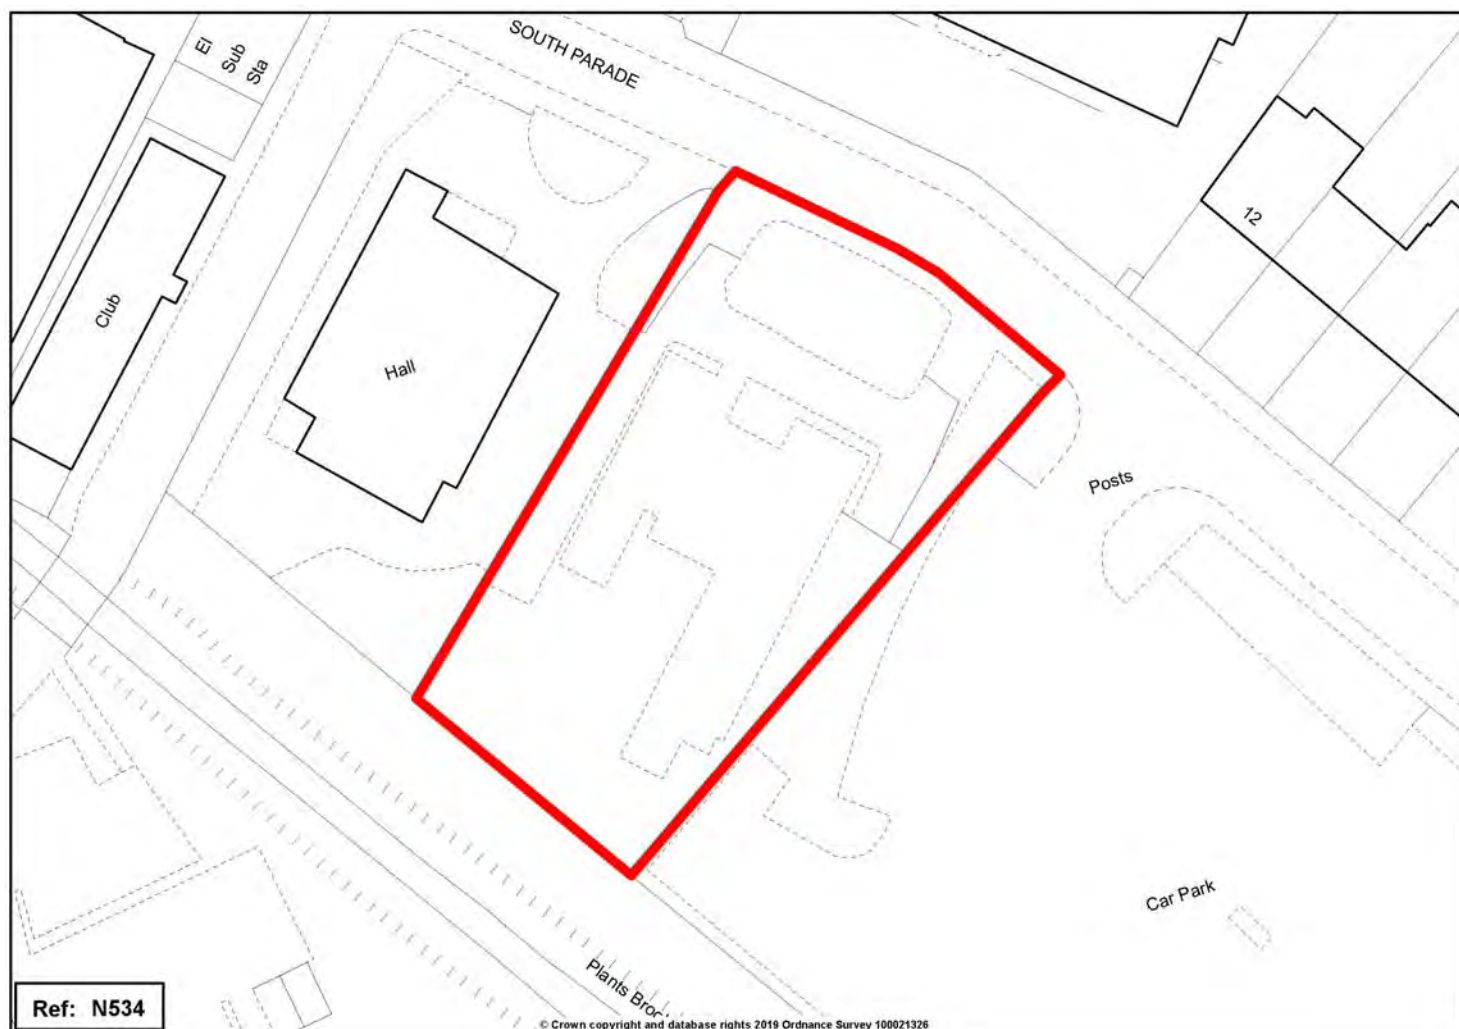 SOUTH PARADE
El
Sub
Sta
12
Club
Hall
Posts
Car Park
Plants
Ref: N534
© Crown copyright and database rights 2019 Ordnance Survey 100021326